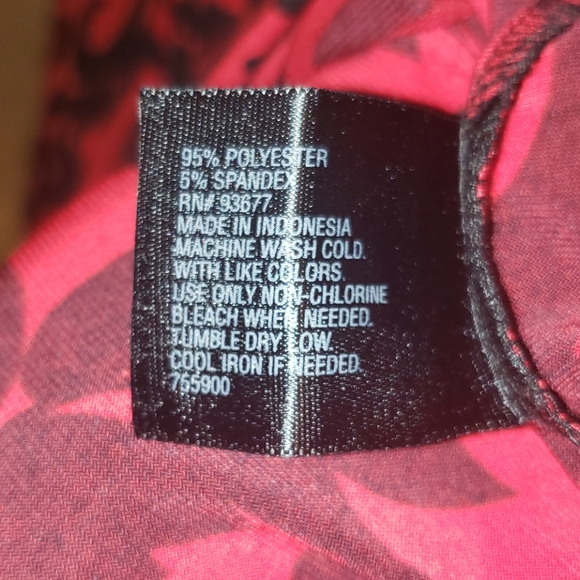 95% POLYESTER
5% SPANDEX
RN# 93677
MADE IN INDONESIA
MACHINE WASH COLD.
WITH LIKE COLORS.
USE ONLY NON-CHLORINE
BLEACH WHEN NEEDED.
TUMBLE DRY LOW.
COOL IRON IF NEEDED.
755900